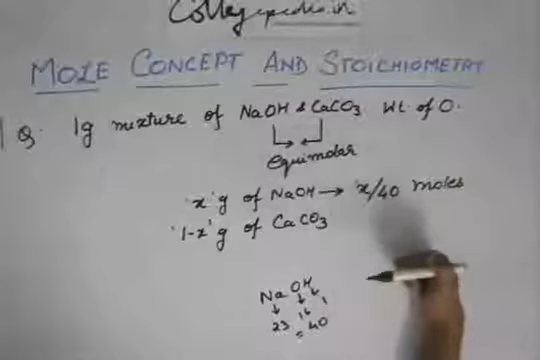 Collegepedia.in
MOLE CONCEPT AND STOICHIOMETRY
Q. 1g mixture of NaOH & CaCO3 Wt. of O.
equimolar
'x' g of NaOH → x/40 moles
'1-x' g of CaCO3
NaOH
↓ ↓ ↓
23 16 1
= 40